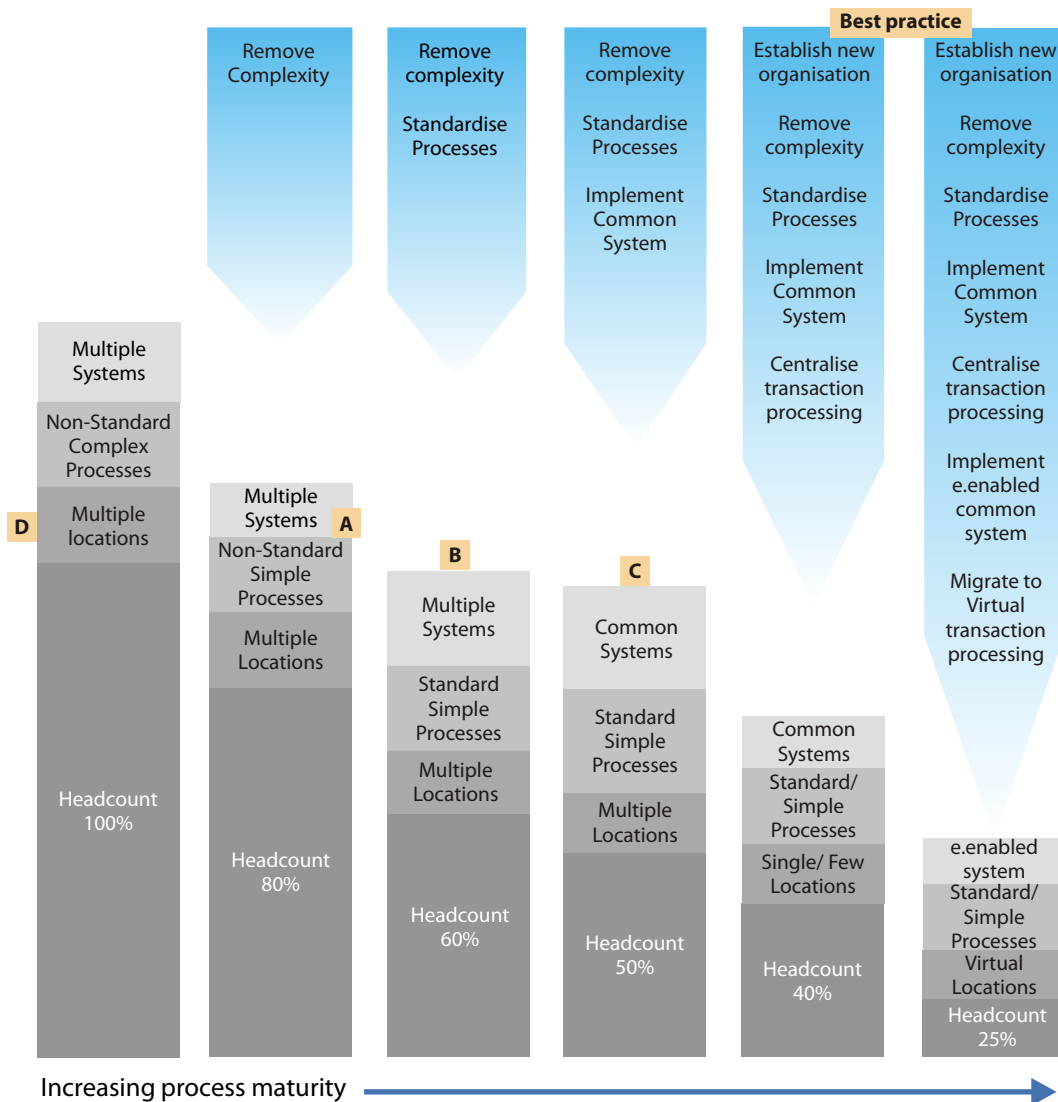 Best practice
Remove
Complexity
Remove
complexity
Standardise
Processes
Remove
complexity
Standardise
Processes
Implement
Common
System
Establish new
organisation
Remove
complexity
Standardise
Processes
Implement
Common
System
Centralise
transaction
processing
Establish new
organisation
Remove
complexity
Standardise
Processes
Implement
Common
System
Centralise
transaction
processing
Implement
e.enabled
common
system
Migrate to
Virtual
transaction
processing
Multiple
Systems
Non-Standard
Complex
Processes
D
Multiple
locations
Headcount
100%
Multiple
Systems
A
Non-Standard
Simple
Processes
Multiple
Locations
Headcount
80%
B
Multiple
Systems
Standard
Simple
Processes
Multiple
Locations
Headcount
60%
C
Common
Systems
Standard
Simple
Processes
Multiple
Locations
Headcount
50%
Common
Systems
Standard/
Simple
Processes
Single/ Few
Locations
Headcount
40%
e.enabled
system
Standard/
Simple
Processes
Virtual
Locations
Headcount
25%
Increasing process maturity